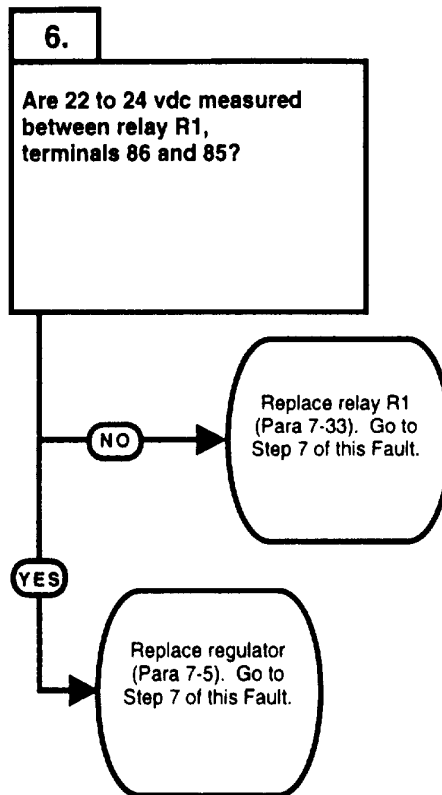 6.
Are 22 to 24 vdc measured
between relay R1,
terminals 86 and 85?
NO
Replace relay R1
(Para 7-33). Go to
Step 7 of this Fault.
YES
Replace regulator
(Para 7-5). Go to
Step 7 of this Fault.